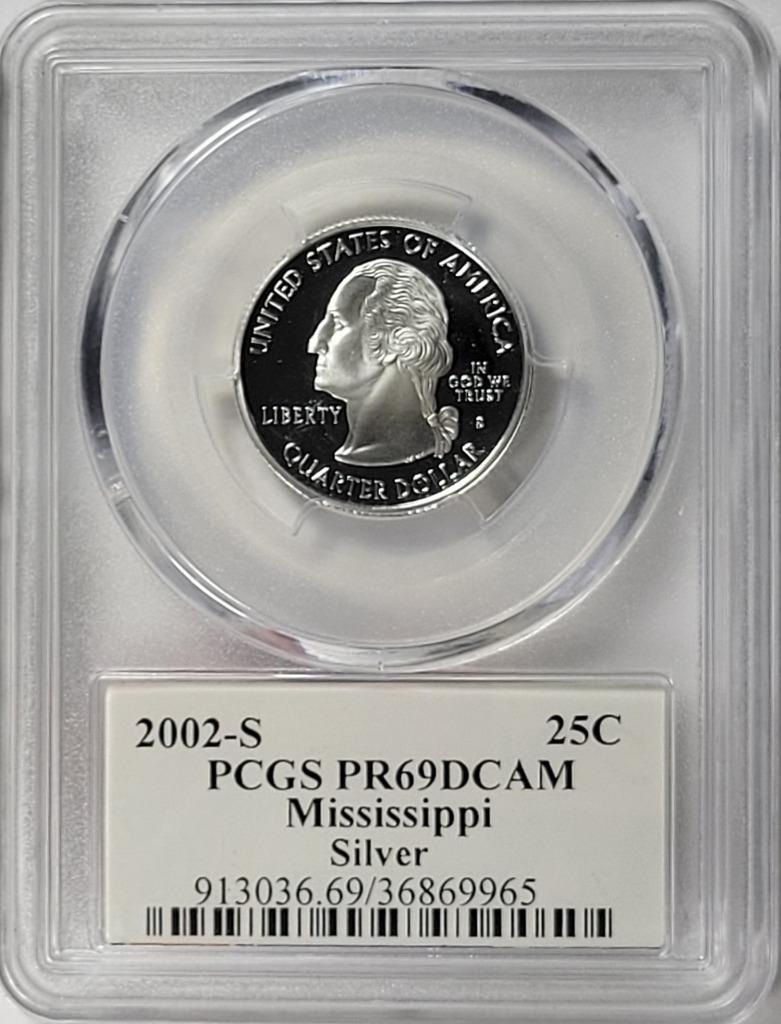 UNITED STATES OF AMERICA
LIBERTY
IN
GOD WE
TRUST
S
QUARTER DOLLAR
2002-S 25C
PCGS PR69DCAM
Mississippi
Silver
913036.69/36869965